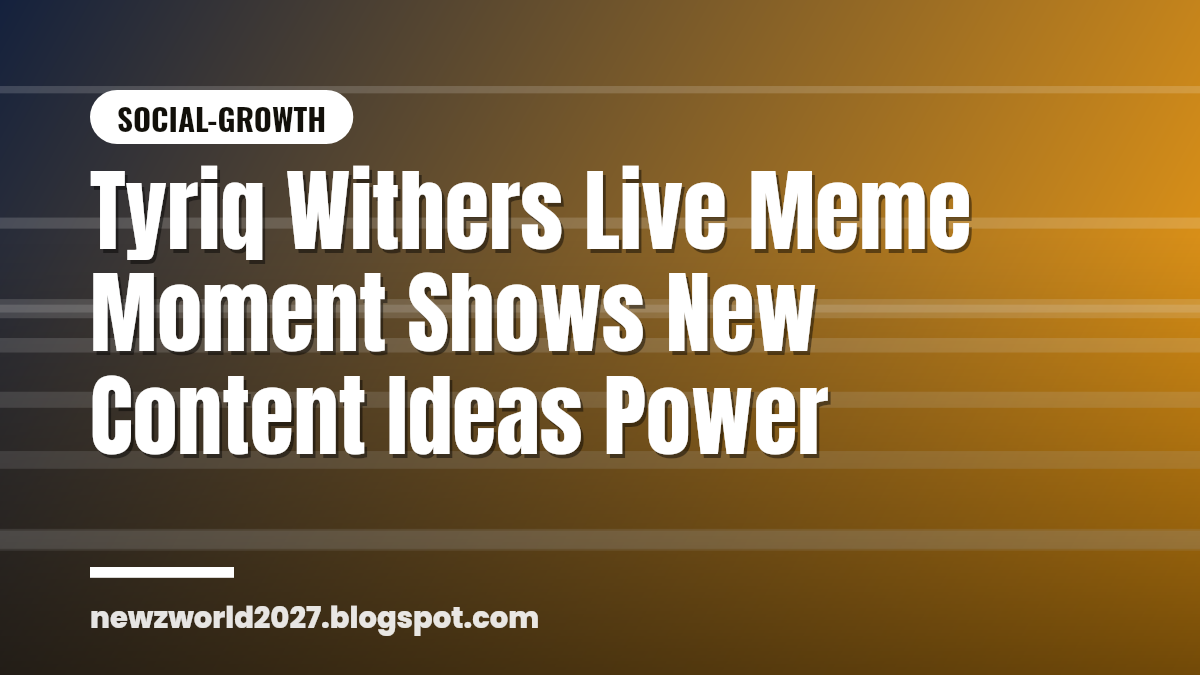 SOCIAL-GROWTH
Tyriq Withers Live Meme
Moment Shows New
Content Ideas Power
newzworld2027.blogspot.com